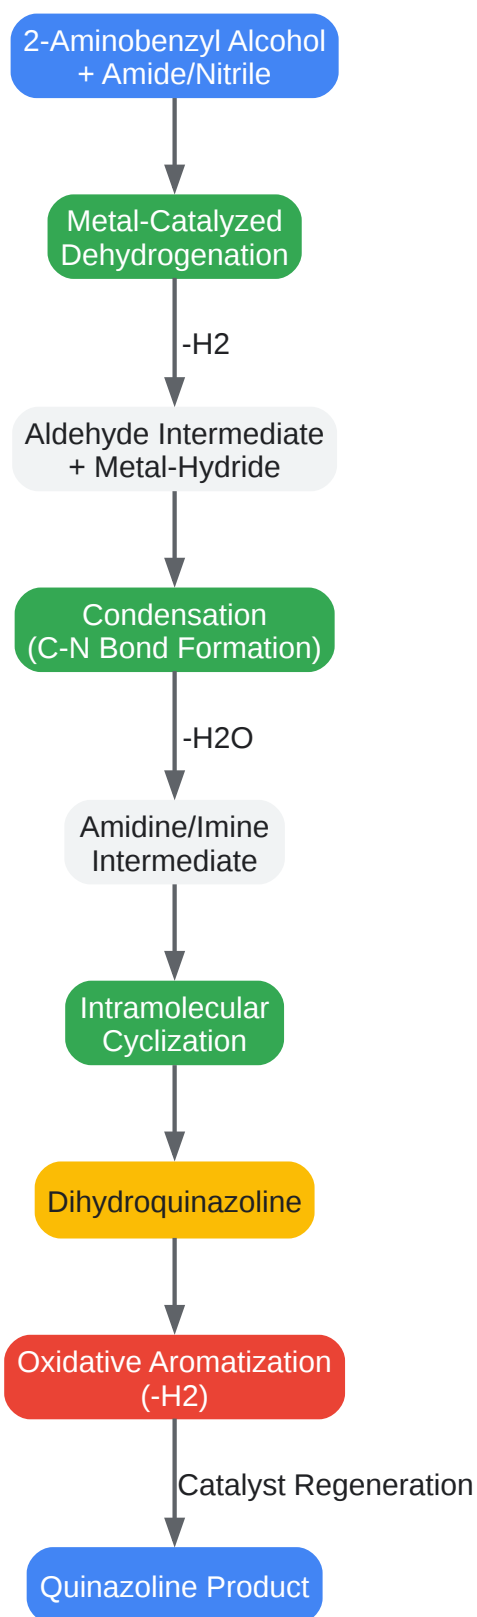 2-Aminobenzyl Alcohol
+ Amide/Nitrile
Metal-Catalyzed
Dehydrogenation
-H2
Aldehyde Intermediate
+ Metal-Hydride
Condensation
(C-N Bond Formation)
-H2O
Amidine/Imine
Intermediate
Intramolecular
Cyclization
Dihydroquinazoline
Oxidative Aromatization
(-H2)
Catalyst Regeneration
Quinazoline Product